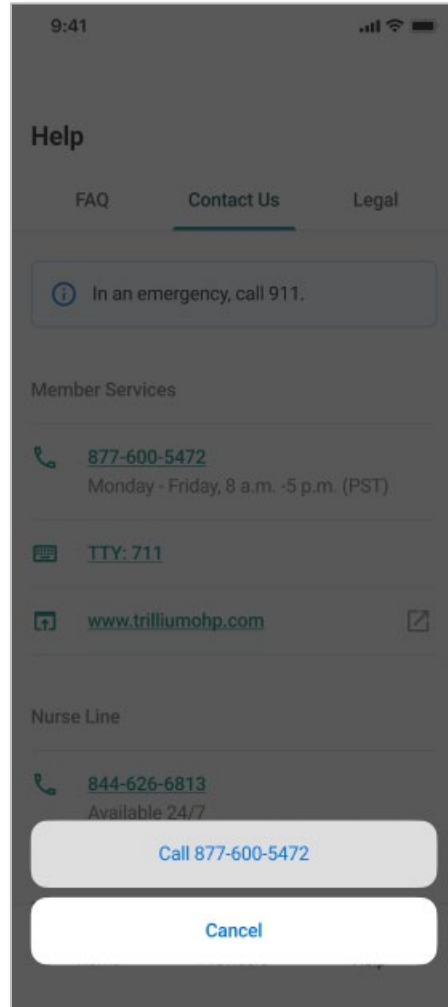 9:41
Help
FAQ Contact Us Legal
In an emergency, call 911.
Member Services
877-600-5472
Monday - Friday, 8 a.m. -5 p.m. (PST)
TTY: 711
www.trilliumohp.com
Nurse Line
844-626-6813
Available 24/7
Call 877-600-5472
Cancel